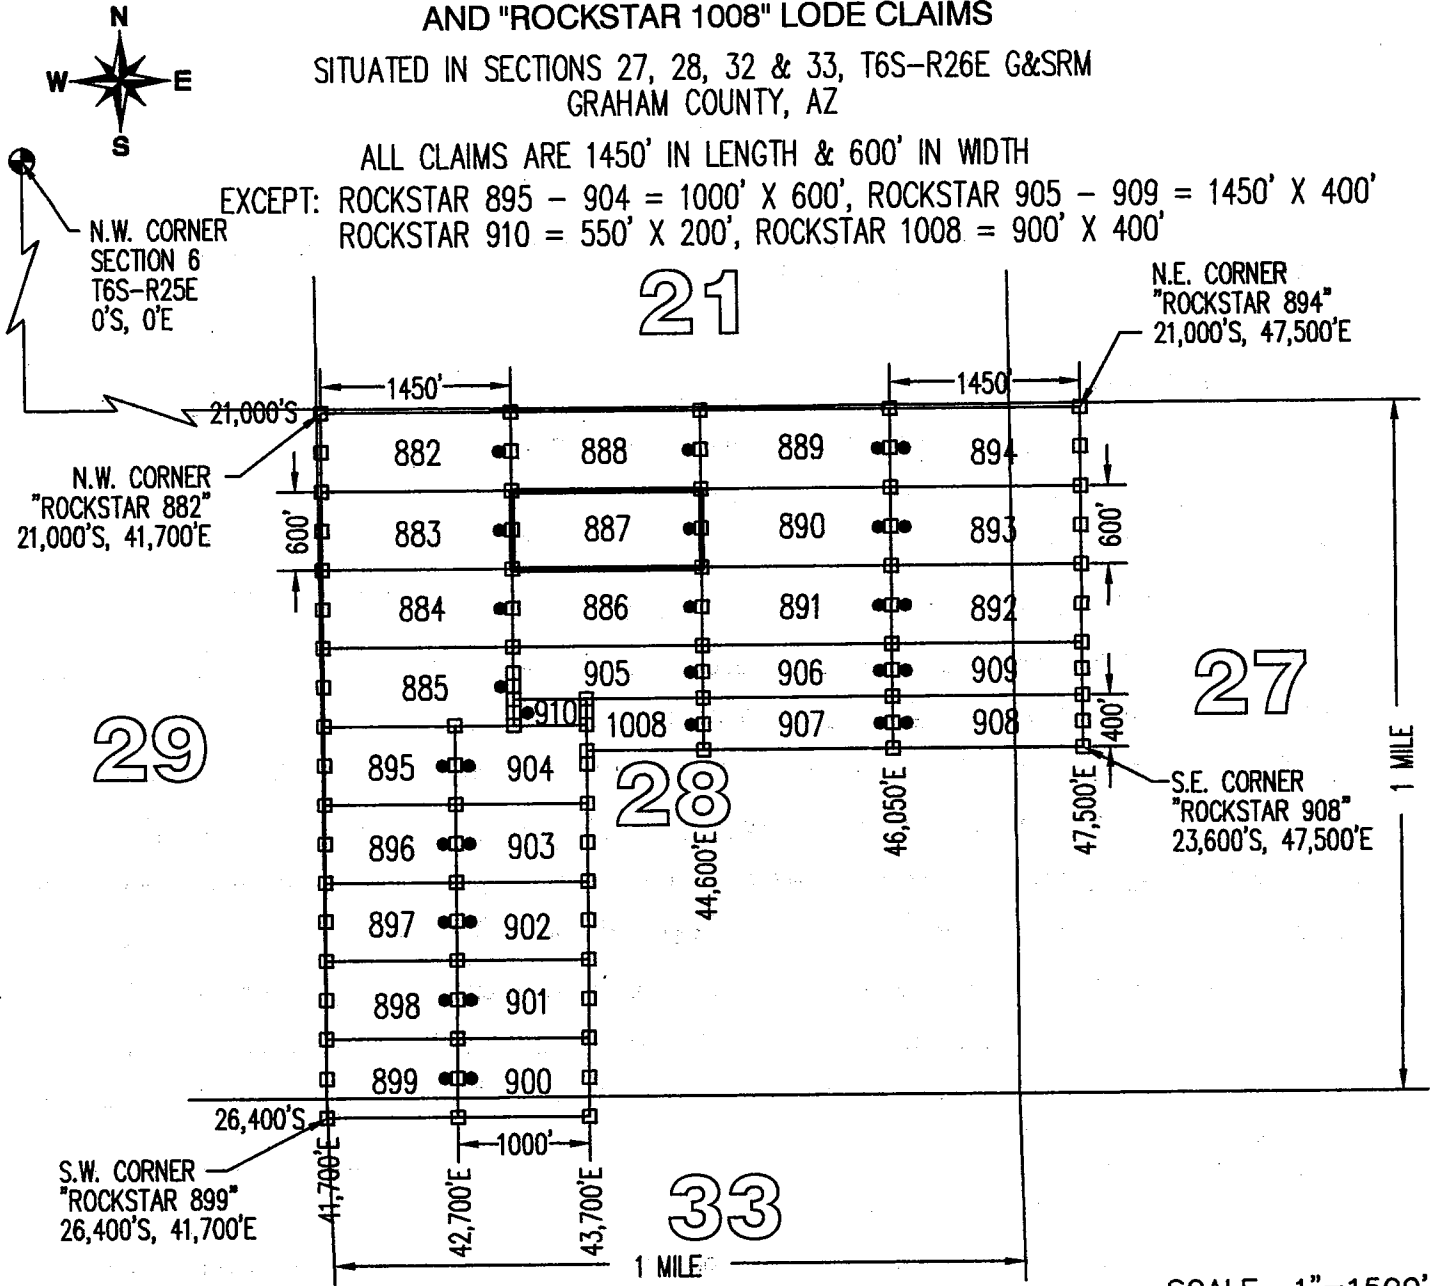 N
W
E
S
AND "ROCKSTAR 1008" LODE CLAIMS
SITUATED IN SECTIONS 27, 28, 32 & 33, T6S-R26E G&SRM
GRAHAM COUNTY, AZ
ALL CLAIMS ARE 1450' IN LENGTH & 600' IN WIDTH
EXCEPT: ROCKSTAR 895 - 904 = 1000' X 600', ROCKSTAR 905 - 909 = 1450' X 400'
ROCKSTAR 910 = 550' X 200', ROCKSTAR 1008 = 900' X 400'
N.W. CORNER
SECTION 6
T6S-R25E
0'S, 0'E
21
N.E. CORNER
"ROCKSTAR 894"
21,000'S, 47,500'E
1450'
1450'
21,000'S
N.W. CORNER
"ROCKSTAR 882"
21,000'S, 41,700'E
882
888
889
894
600'
883
887
890
893
600'
884
886
891
892
885
905
906
909
910
1008
907
908
400'
27
29
28
1 MILE
S.E. CORNER
"ROCKSTAR 908"
23,600'S, 47,500'E
44,600'E
46,050'E
47,500'E
895
904
896
903
897
902
898
901
899
900
26,400'S
1000'
S.W. CORNER
"ROCKSTAR 899"
26,400'S, 41,700'E
41,700'E
42,700'E
43,700'E
33
1 MILE